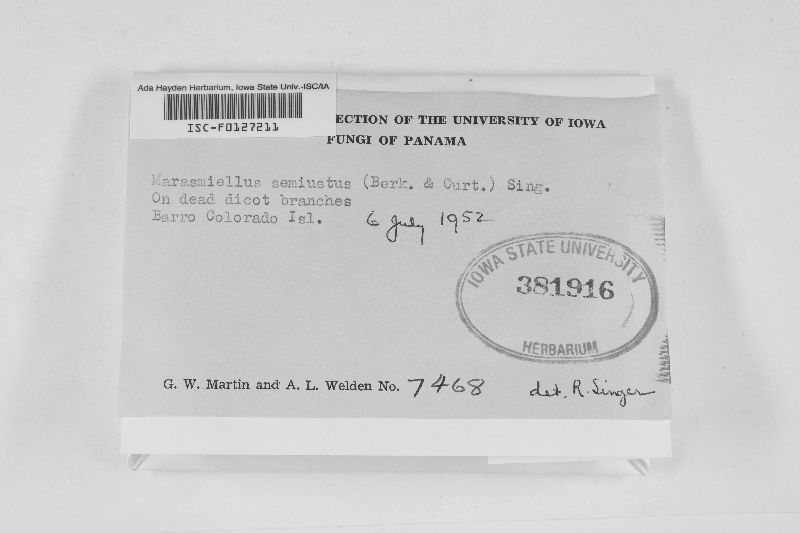 Ada Hayden Herbarium, Iowa State Univ.-ISC/IA
ISC-F0127211
ECTION OF THE UNIVERSITY OF IOWA
FUNGI OF PANAMA
Marasmiellus semiustus (Berk. & Curt.) Sing.
On dead dicot branches
Barro Colorado Isl. 6 July 1952
IOWA STATE UNIVERSITY
381916
HERBARIUM
G. W. Martin and A. L. Welden No. 7468 det. R. Singer